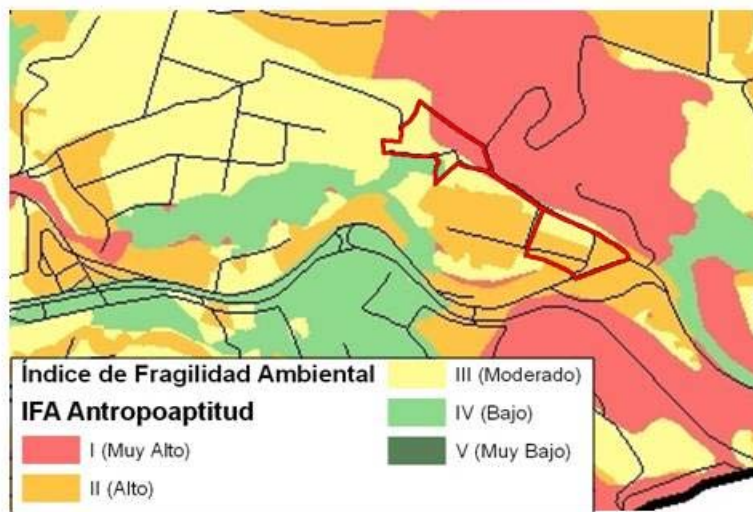 Índice de Fragilidad Ambiental
IFA Antropoaptitud
I (Muy Alto)
II (Alto)
III (Moderado)
IV (Bajo)
V (Muy Bajo)